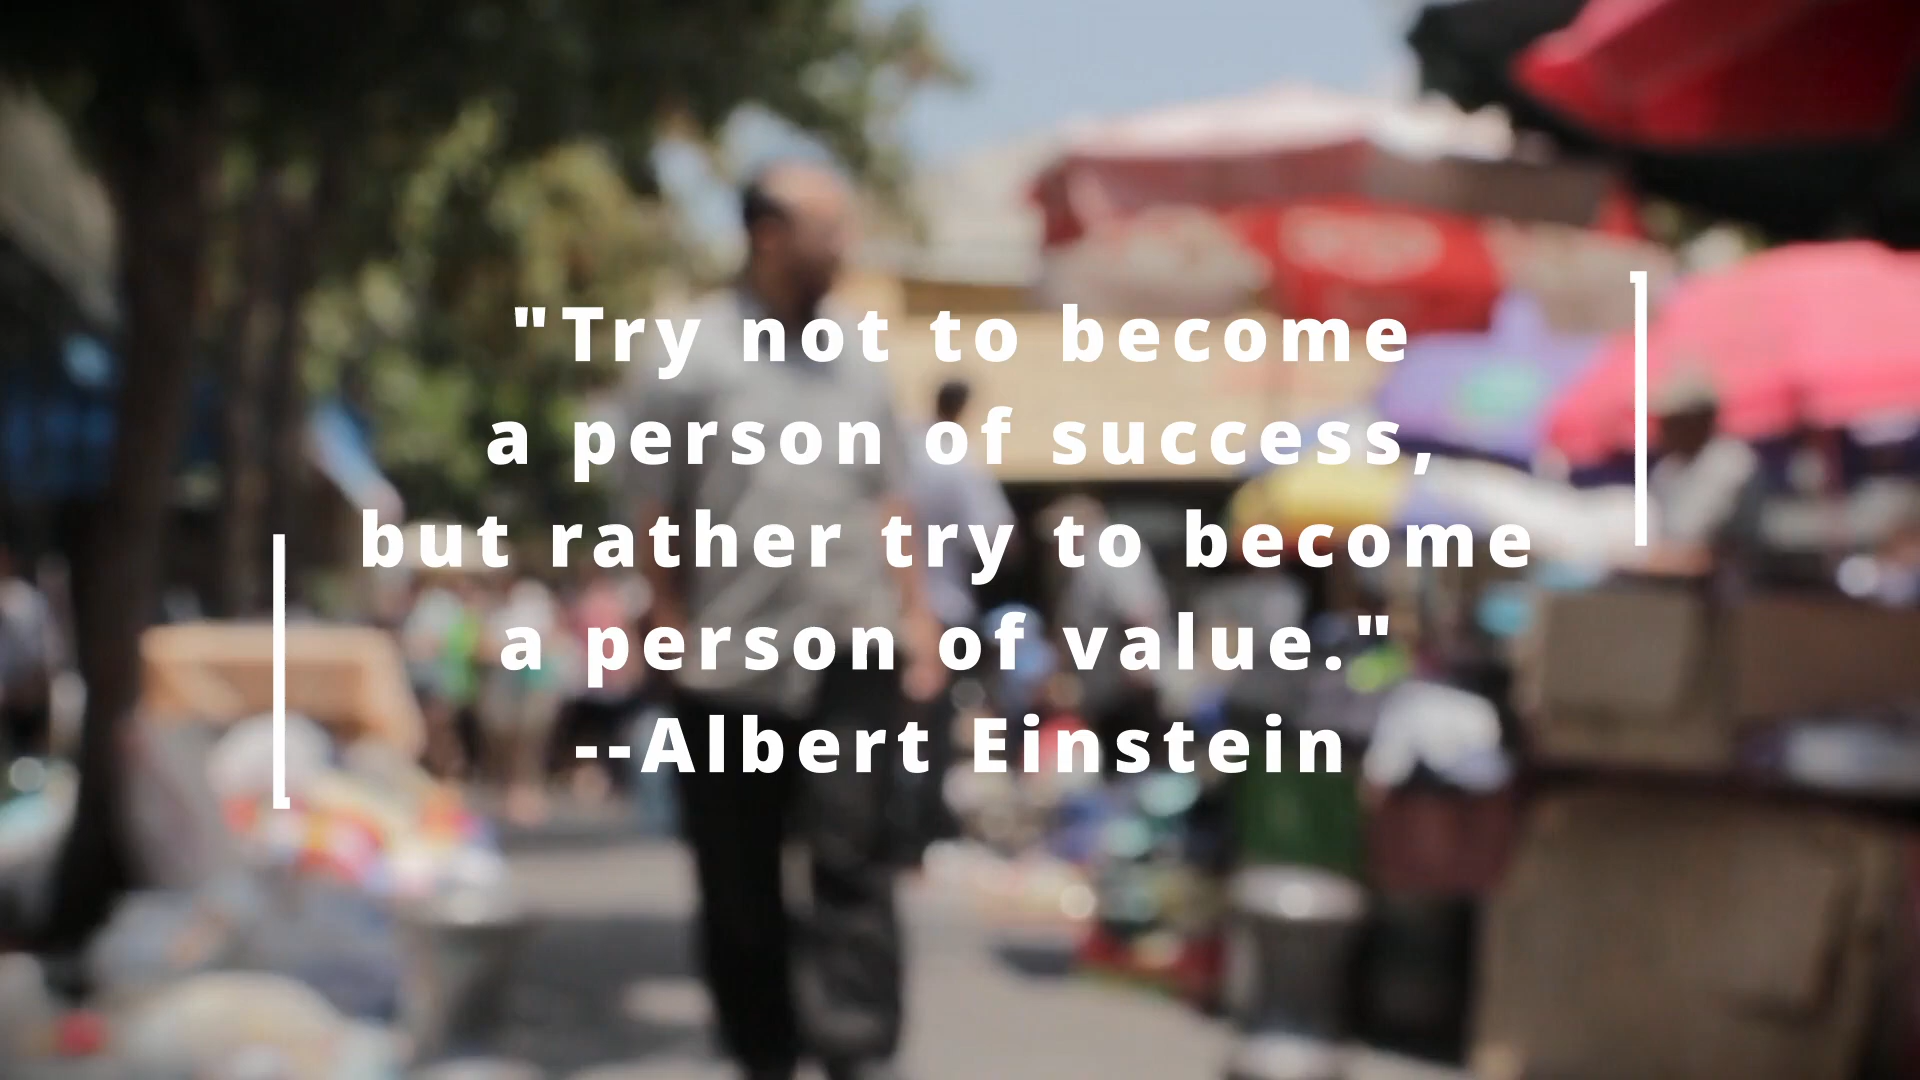 "Try not to become
a person of success,
but rather try to become
a person of value."
--Albert Einstein